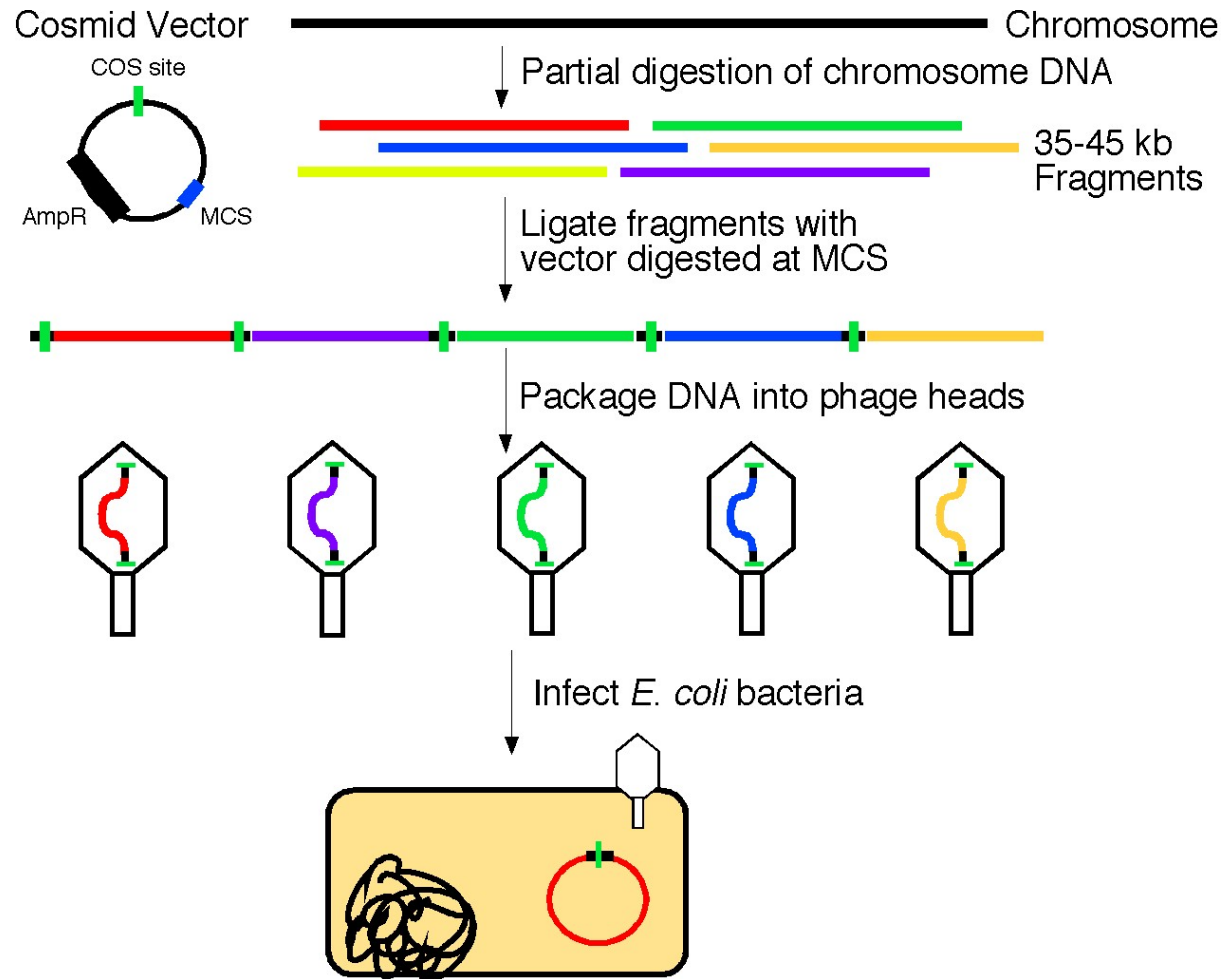 Cosmid Vector
Chromosome
COS site
Partial digestion of chromosome DNA
35-45 kb
Fragments
AmpR
MCS
Ligate fragments with
vector digested at MCS
Package DNA into phage heads
Infect E. coli bacteria